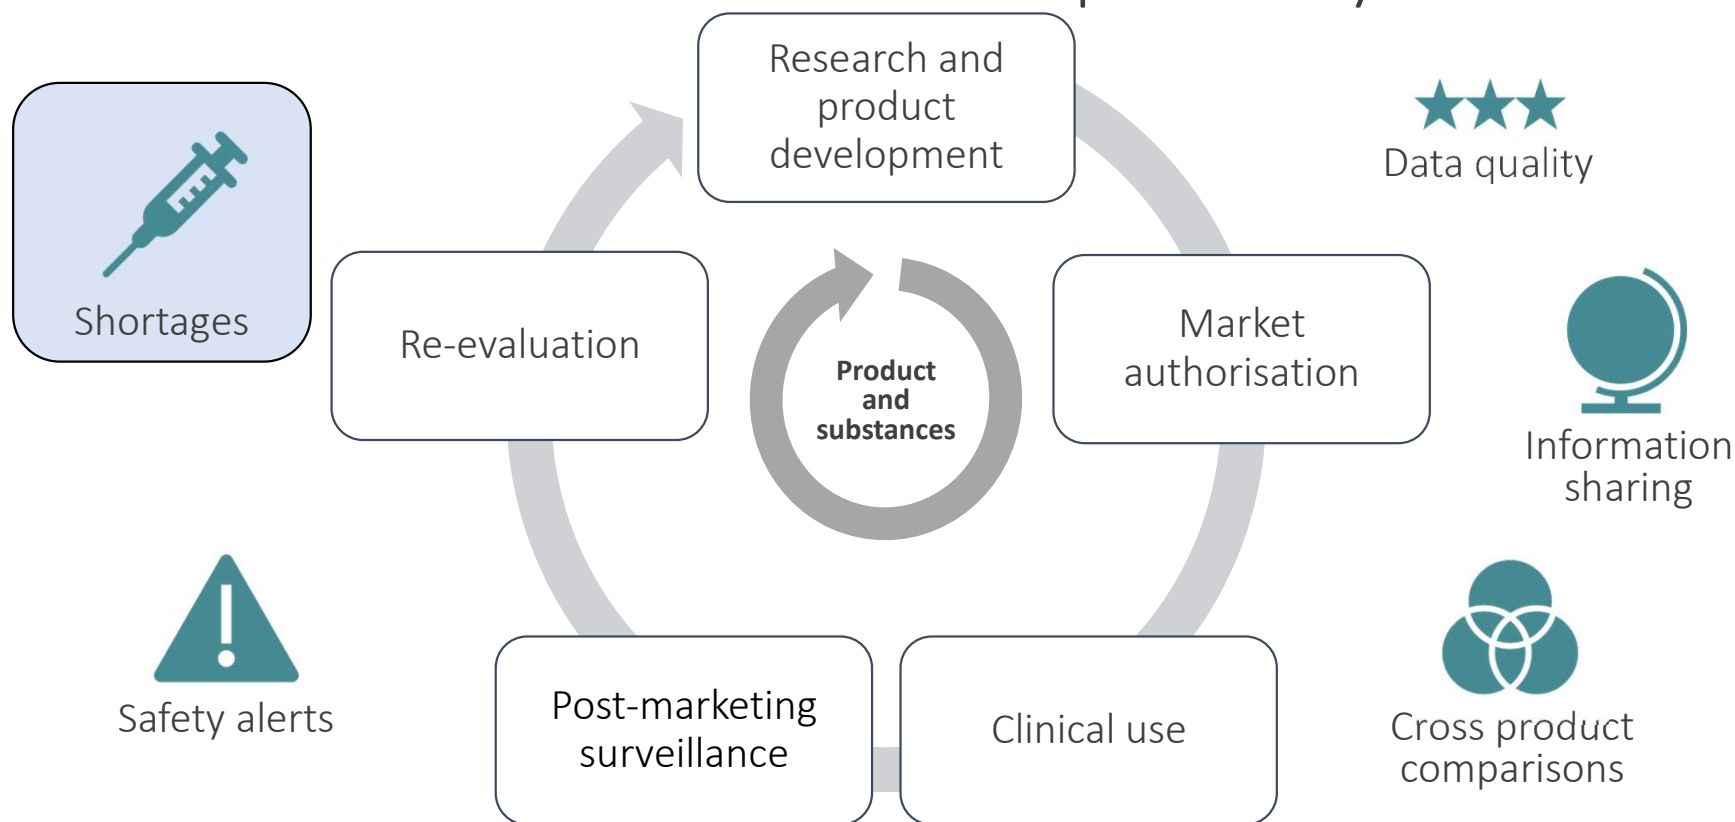 Research and
product
development
Data quality
Shortages
Re-evaluation
Product
and
substances
Market
authorisation
Information
sharing
Safety alerts
Post-marketing
surveillance
Clinical use
Cross product
comparisons